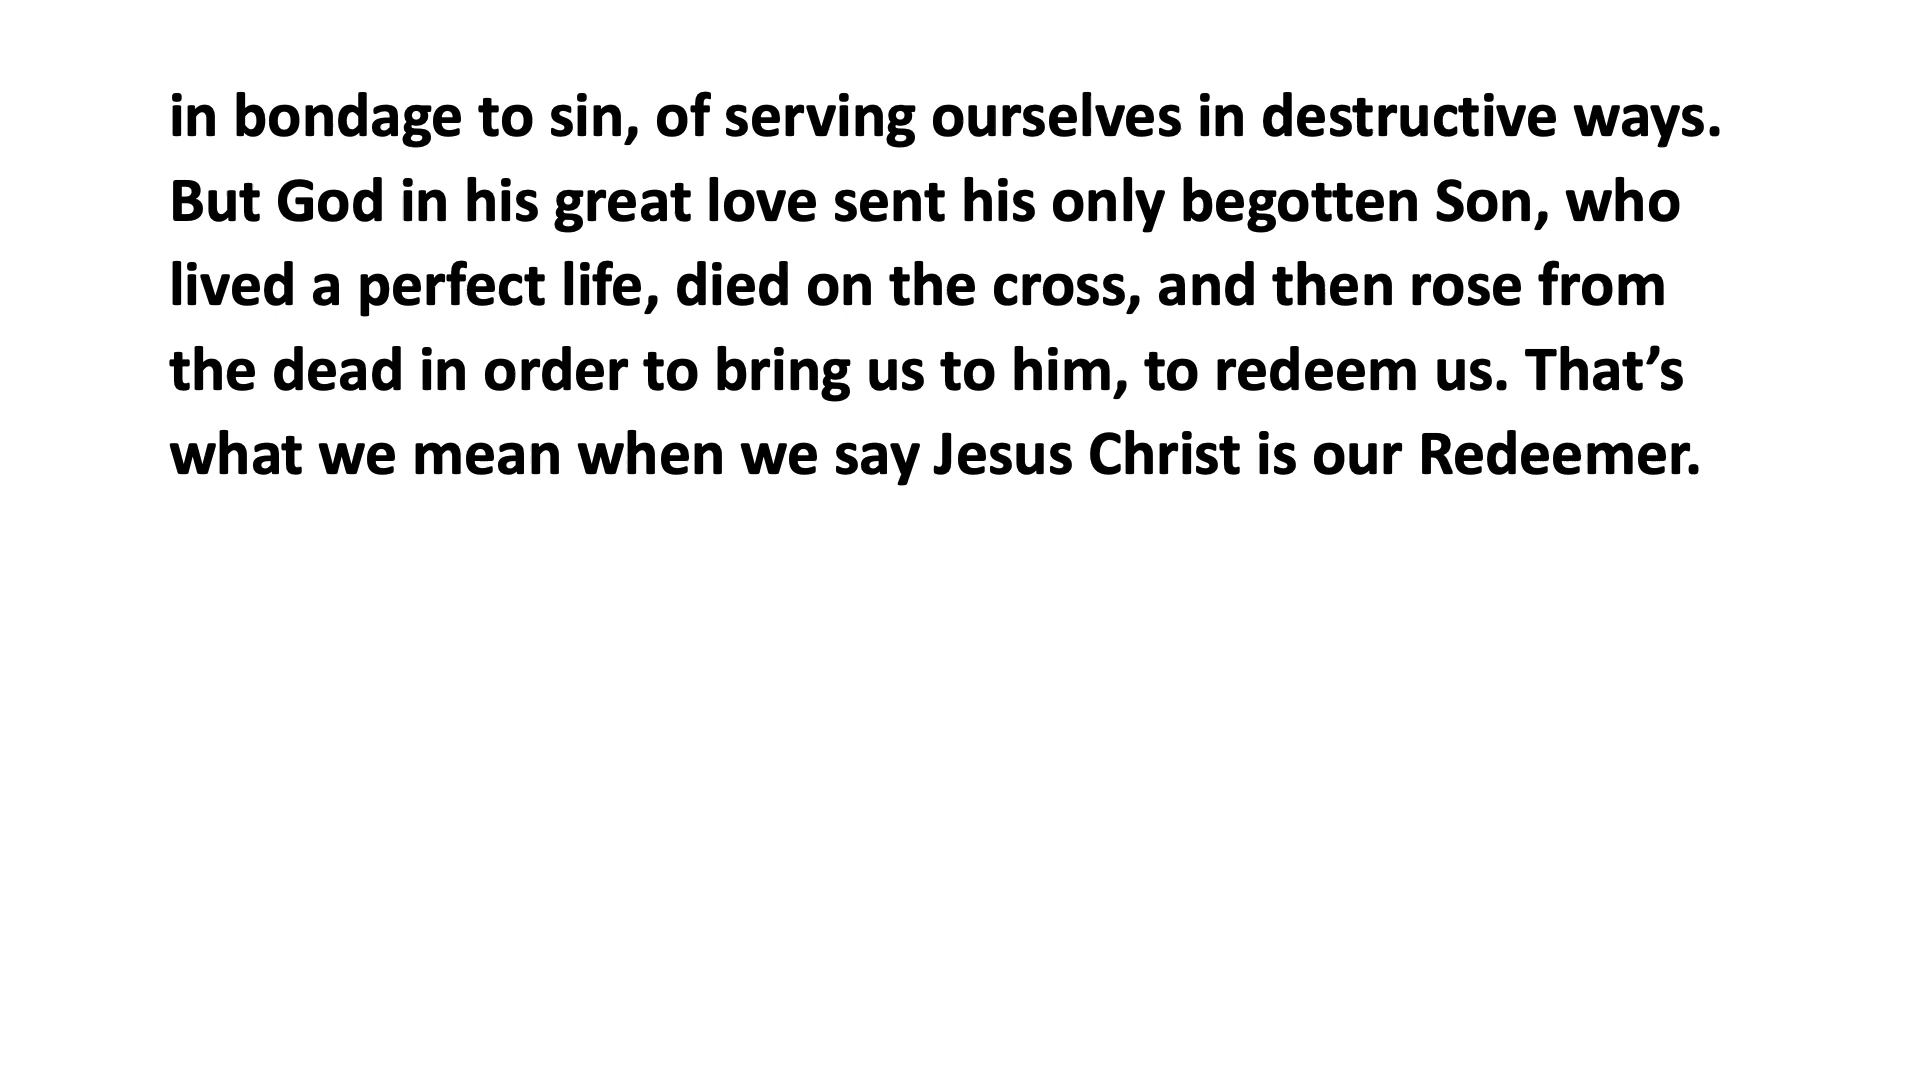 in bondage to sin, of serving ourselves in destructive ways.
But God in his great love sent his only begotten Son, who
lived a perfect life, died on the cross, and then rose from
the dead in order to bring us to him, to redeem us. That’s
what we mean when we say Jesus Christ is our Redeemer.